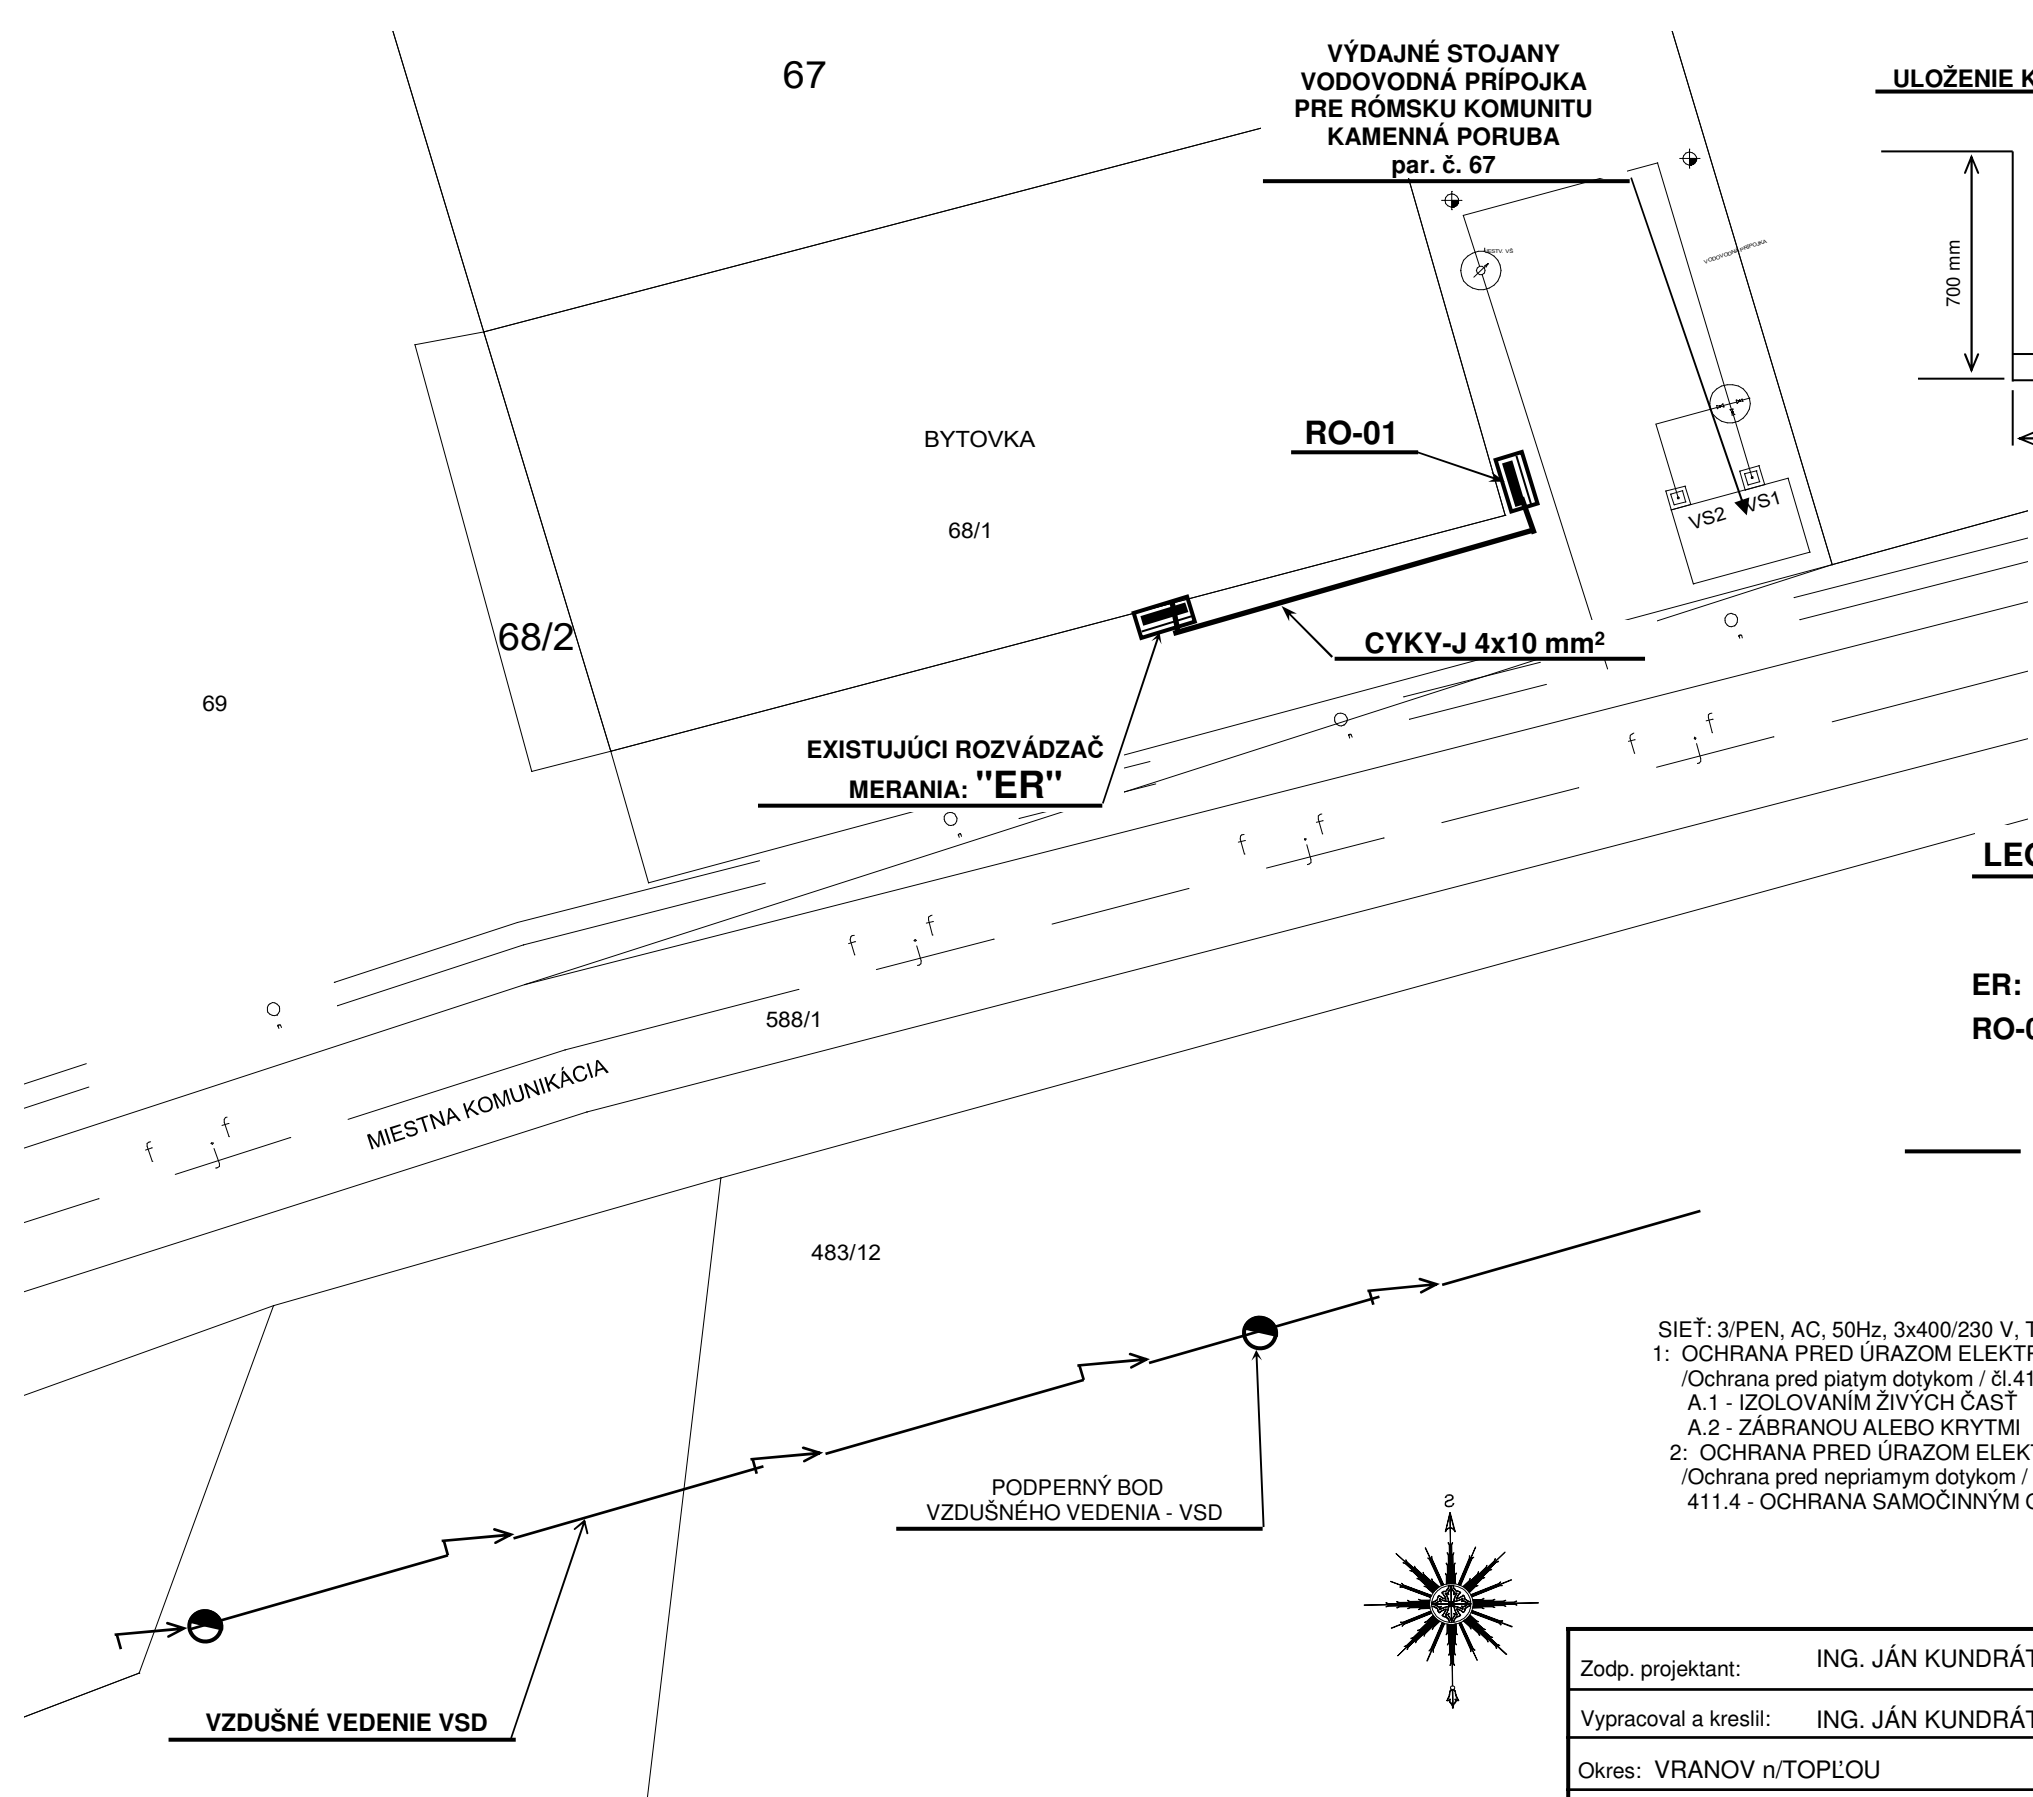 67
VÝDAJNÉ STOJANY
VODOVODNÁ PRÍPOJKA
PRE RÓMSKU KOMUNITU
KAMENNÁ PORUBA
par. č. 67
ULOŽENIE K
700 mm
VODOVODNÁ PRÍPOJKA
BYTOVKA
RO-01
68/1
VS2
VS1
68/2
CYKY-J 4x10 mm²
69
EXISTUJÚCI ROZVÁDZAČ
MERANIA: "ER"
f j f
f j f
f j f
f j f
LEG
ER:
RO-0
588/1
MIESTNA KOMUNIKÁCIA
483/12
SIEŤ: 3/PEN, AC, 50Hz, 3x400/230 V, T
1: OCHRANA PRED ÚRAZOM ELEKTR
/Ochrana pred piatym dotykom / čl.41
A.1 - IZOLOVANÍM ŽIVÝCH ČASŤ
A.2 - ZÁBRANOU ALEBO KRYTMI
2: OCHRANA PRED ÚRAZOM ELEKT
/Ochrana pred nepriamym dotykom /
411.4 - OCHRANA SAMOČINNÝM O
PODPERNÝ BOD
VZDUŠNÉHO VEDENIA - VSD
S
VZDUŠNÉ VEDENIE VSD
Zodp. projektant: ING. JÁN KUNDRÁT
Vypracoval a kreslil: ING. JÁN KUNDRÁT
Okres: VRANOV n/TOPĽOU